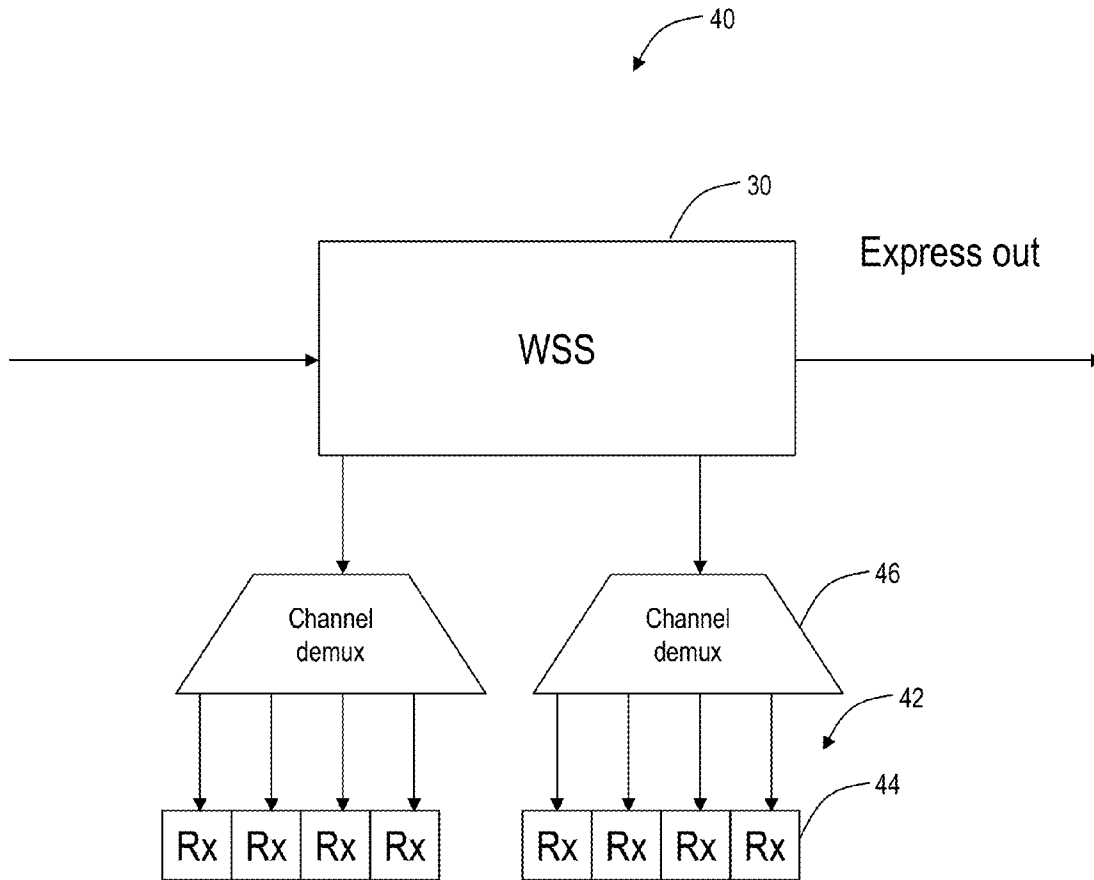 40
30
Express out
WSS
46
Channel
demux
Channel
demux
42
44
Rx Rx Rx Rx
Rx Rx Rx Rx